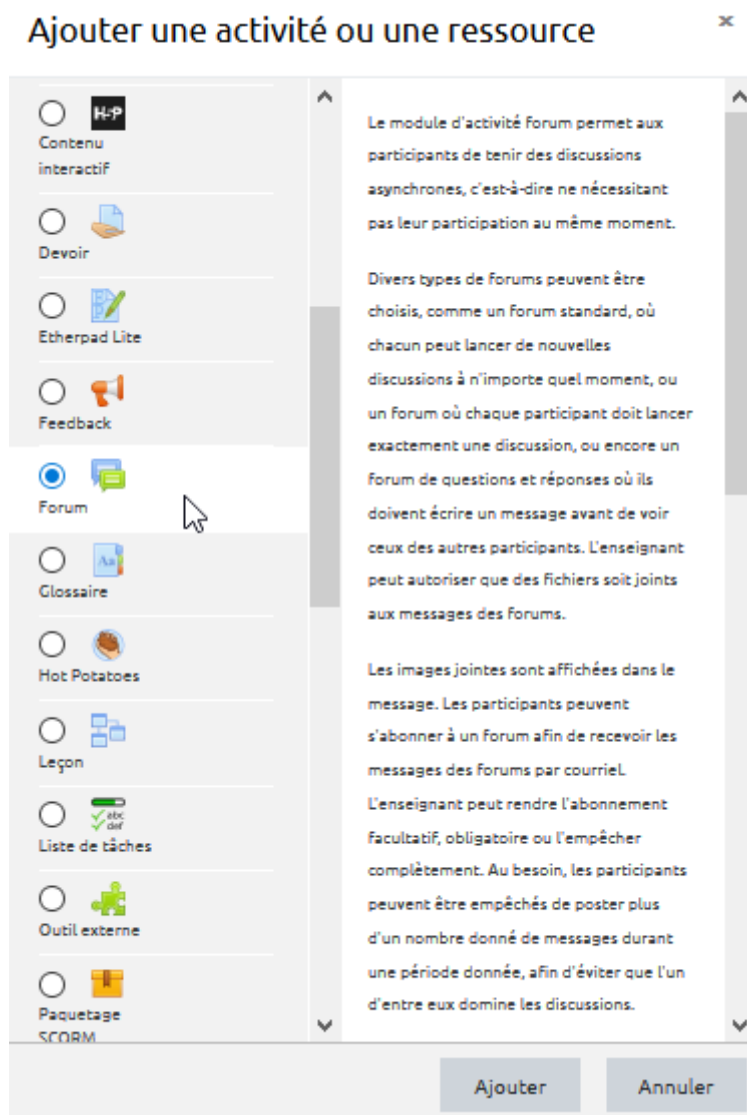 Ajouter une activité ou une ressource
×
H-P
Contenu
interactif
Devoir
Etherpad Lite
Feedback
Forum
Aa
Glossaire
Hot Potatoes
Leçon
abc
def
Liste de tâches
Outil externe
Paquetage
SCORM
Le module d'activité forum permet aux
participants de tenir des discussions
asynchrones, c'est-à-dire ne nécessitant
pas leur participation au même moment.
Divers types de forums peuvent être
choisis, comme un forum standard, où
chacun peut lancer de nouvelles
discussions à n'importe quel moment, ou
un forum où chaque participant doit lancer
exactement une discussion, ou encore un
forum de questions et réponses où ils
doivent écrire un message avant de voir
ceux des autres participants. L'enseignant
peut autoriser que des fichiers soit joints
aux messages des forums.
Les images jointes sont affichées dans le
message. Les participants peuvent
s'abonner à un forum afin de recevoir les
messages des forums par courriel.
L'enseignant peut rendre l'abonnement
facultatif, obligatoire ou l'empêcher
complètement. Au besoin, les participants
peuvent être empêchés de poster plus
d'un nombre donné de messages durant
une période donnée, afin d'éviter que l'un
d'entre eux domine les discussions.
Ajouter
Annuler